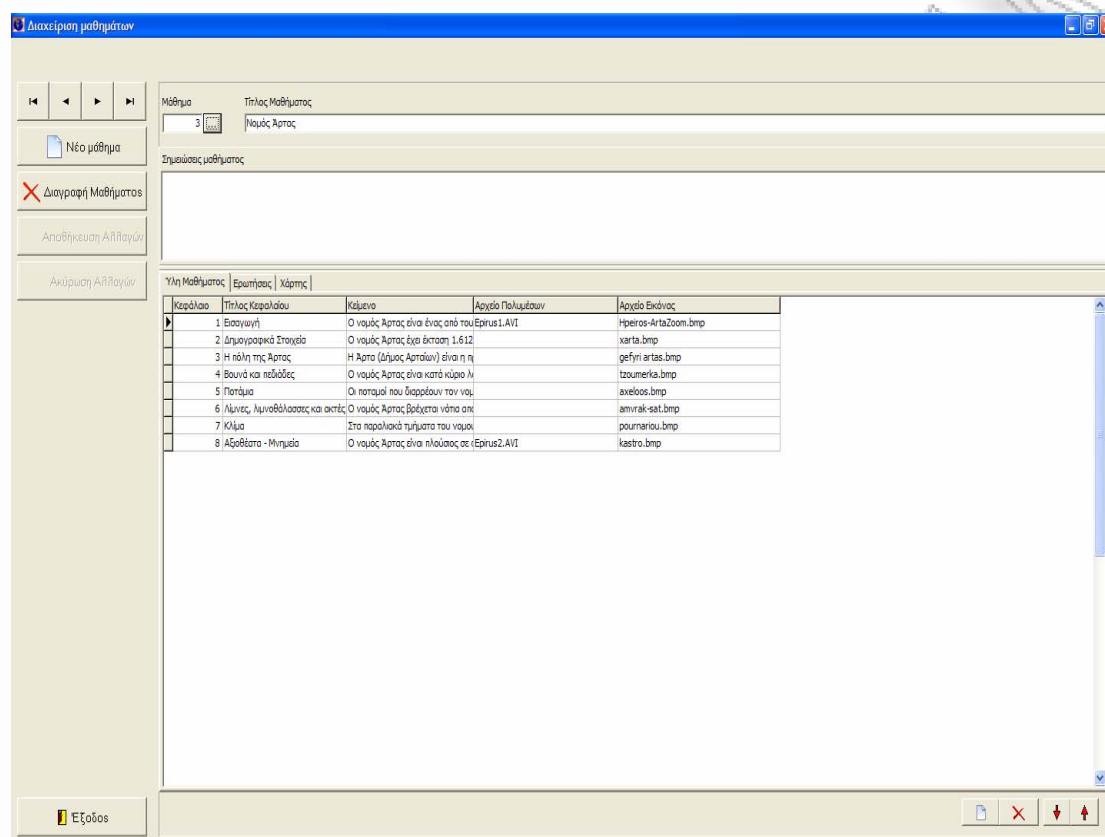 Διαχείριση μαθημάτων
Μάθημα Τίτλος Μαθήματος
3 ... Νομός Άρτας
Νέο μάθημα
Σημειώσεις μαθήματος
Διαγραφή Μαθήματος
Αποθήκευση Αλλαγών
Ακύρωση Αλλαγών
Ύλη Μαθήματος Ερωτήσεις Χάρτης
Κεφάλαιο Τίτλος Κεφαλαίου Κείμενο Αρχείο Πολυμέσων Αρχείο Εικόνας
1 Εισαγωγή Ο νομός Άρτας είναι ένας από του Epirus1.AVI Hpeiros-ArtaZoom.bmp
2 Δημογραφικά Στοιχεία Ο νομός Άρτας έχει έκταση 1.612 xarta.bmp
3 Η πόλη της Άρτας Η Άρτα (Δήμος Αρταίων) είναι η gefyri artas.bmp
4 Βουνά και πεδιάδες Ο νομός Άρτας είναι κατά κύριο tzoumerka.bmp
5 Ποτάμια Οι ποταμοί που διαρρέουν τον νομ axeloos.bmp
6 Λίμνες, λιμνοθάλασσες και ακτές Ο νομός Άρτας βρέχεται νότια από amvrak-sat.bmp
7 Κλίμα Στα παραλιακά τμήματα του νομου pournariou.bmp
8 Αξιοθέατα - Μνημεία Ο νομός Άρτας είναι πλούσιος σε Epirus2.AVI kastro.bmp
Έξοδος